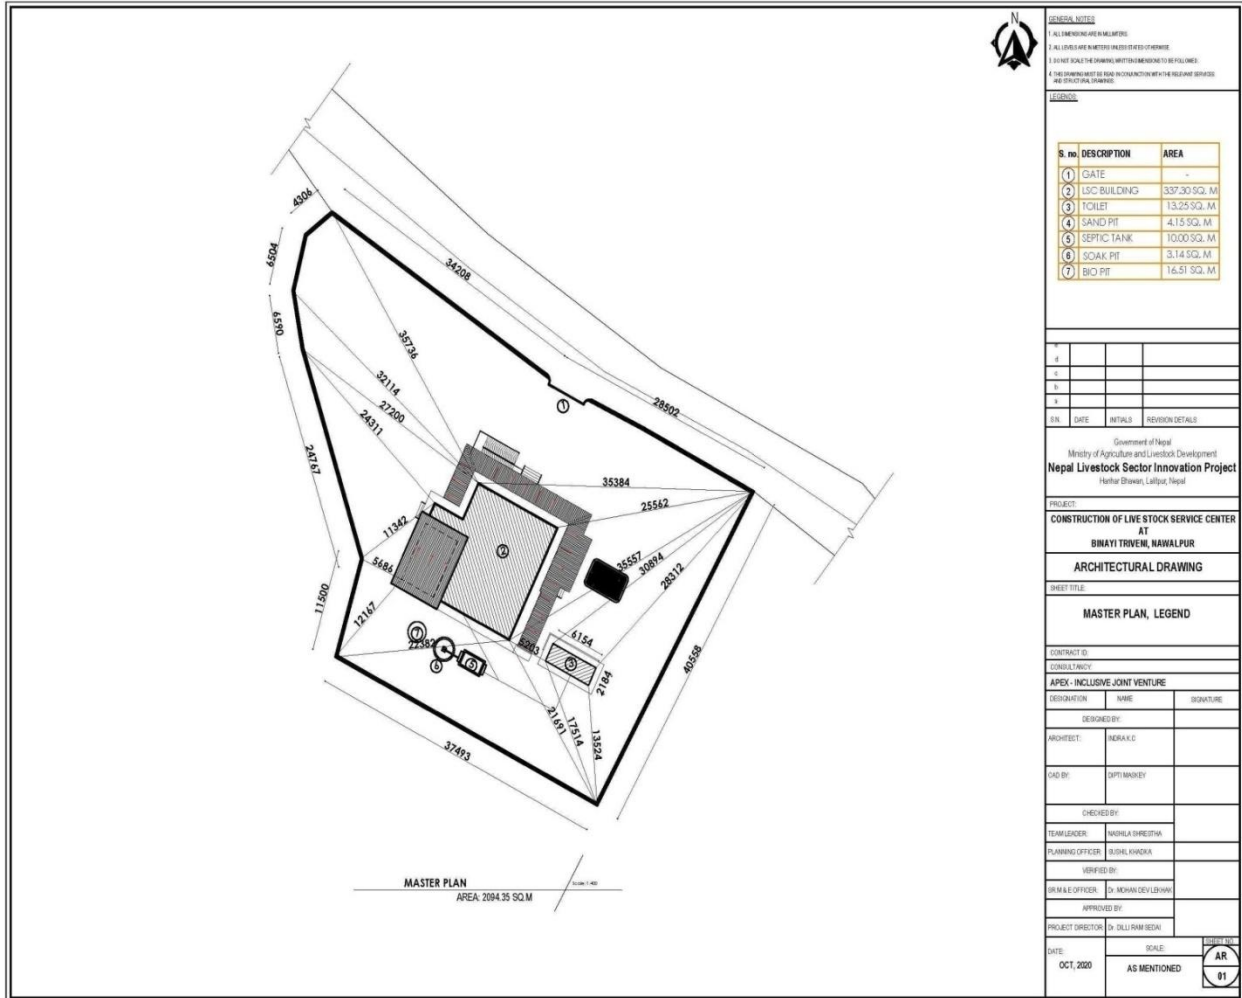 N
GENERAL NOTES
1. ALL DIMENSIONS ARE IN MILLIMITERS.
2. ALL LEVELS ARE IN METERS UNLESS STATED OTHERWISE.
3. DO NOT SCALE THE DRAWING, WRITTEN DIMENSIONS TO BE FOLLOWED.
4. THIS DRAWING MUST BE READ IN CONJUNCTION WITH THE RELEVANT SERVICES
AND STRUCTURAL DRAWINGS.
LEGENDS:
S. no. DESCRIPTION AREA
1 GATE -
2 LSC BUILDING 337.30 SQ. M
3 TOILET 13.25 SQ. M
4 SAND PIT 4.15 SQ. M
5 SEPTIC TANK 10.00 SQ. M
6 SOAK PIT 3.14 SQ. M
7 BIO PIT 16.51 SQ. M
4306
6504
6590
24767
11500
34208
28502
35736
32114
27200
24311
35384
25562
35557
30894
28312
11342
5686
12167
22382
5203
6154
2184
40558
21691
17514
13524
37493
1
2
3
5
6
7
MASTER PLAN
Scale: 1:400
AREA: 2094.35 SQ.M
d
c
b
a
S.N. DATE INITIALS REVISION DETAILS
Government of Nepal
Ministry of Agriculture and Livestock Development
Nepal Livestock Sector Innovation Project
Harihar Bhawan, Lalitpur, Nepal
PROJECT:
CONSTRUCTION OF LIVE STOCK SERVICE CENTER
AT
BINAYI TRIVENI, NAWALPUR
ARCHITECTURAL DRAWING
SHEET TITLE:
MASTER PLAN, LEGEND
CONTRACT ID:
CONSULTANCY:
APEX - INCLUSIVE JOINT VENTURE
DESIGNATION NAME SIGNATURE
DESIGNED BY:
ARCHITECT: INDRA K.C
CAD BY: DIPTI MASKEY
CHECKED BY:
TEAM LEADER: NASHILA SHRESTHA
PLANNING OFFICER: SUSHIL KHADKA
VERIFIED BY:
SR M & E OFFICER: Dr. MOHAN DEV LEKHAK
APPROVED BY:
PROJECT DIRECTOR: Dr. DILLI RAM SEDAI
DATE: SCALE: SHEET NO.
OCT, 2020 AS MENTIONED AR
01